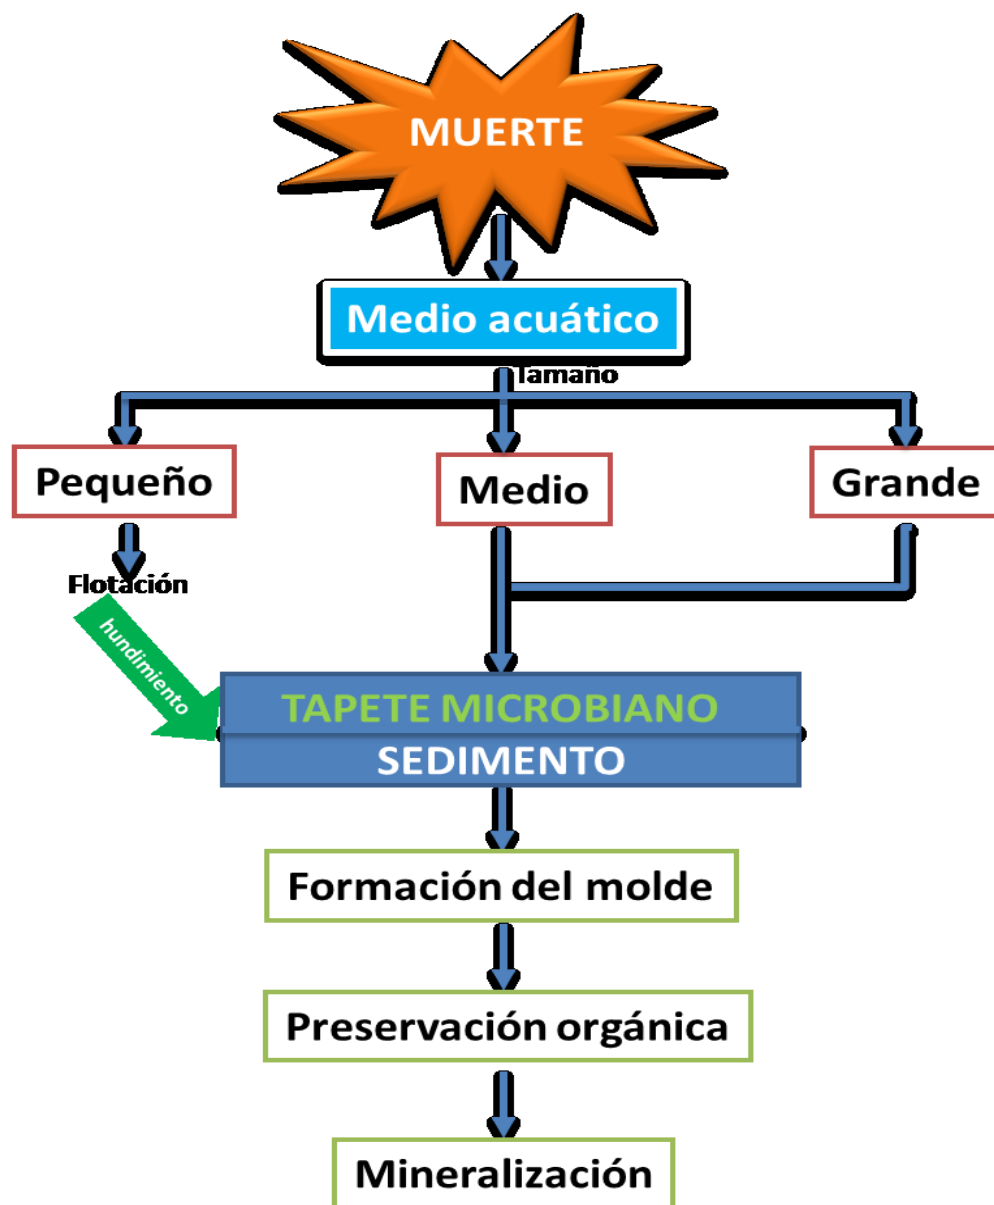 MUERTE
Medio acuático
Tamaño
Pequeño
Medio
Grande
Flotación
hundimiento
TAPETE MICROBIANO
SEDIMENTO
Formación del molde
Preservación orgánica
Mineralización